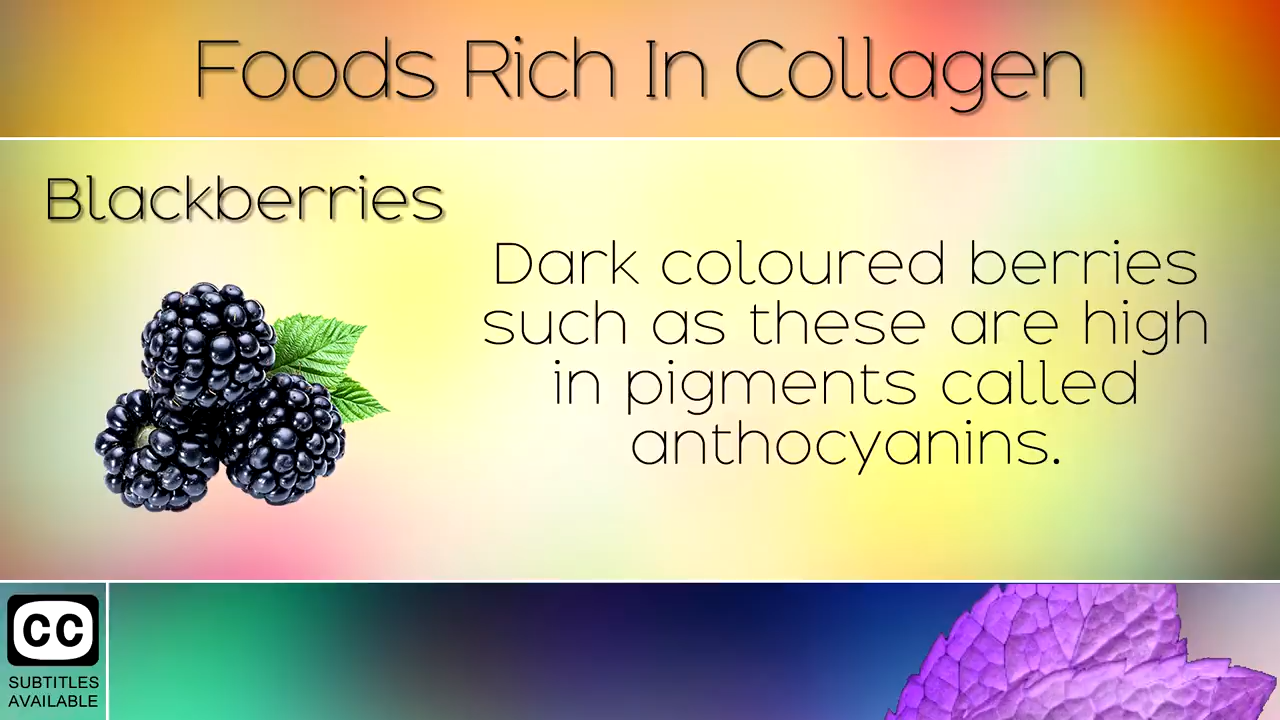 Foods Rich In Collagen
Blackberries
Dark coloured berries
such as these are high
in pigments called
anthocyanins.
CC
SUBTITLES
AVAILABLE